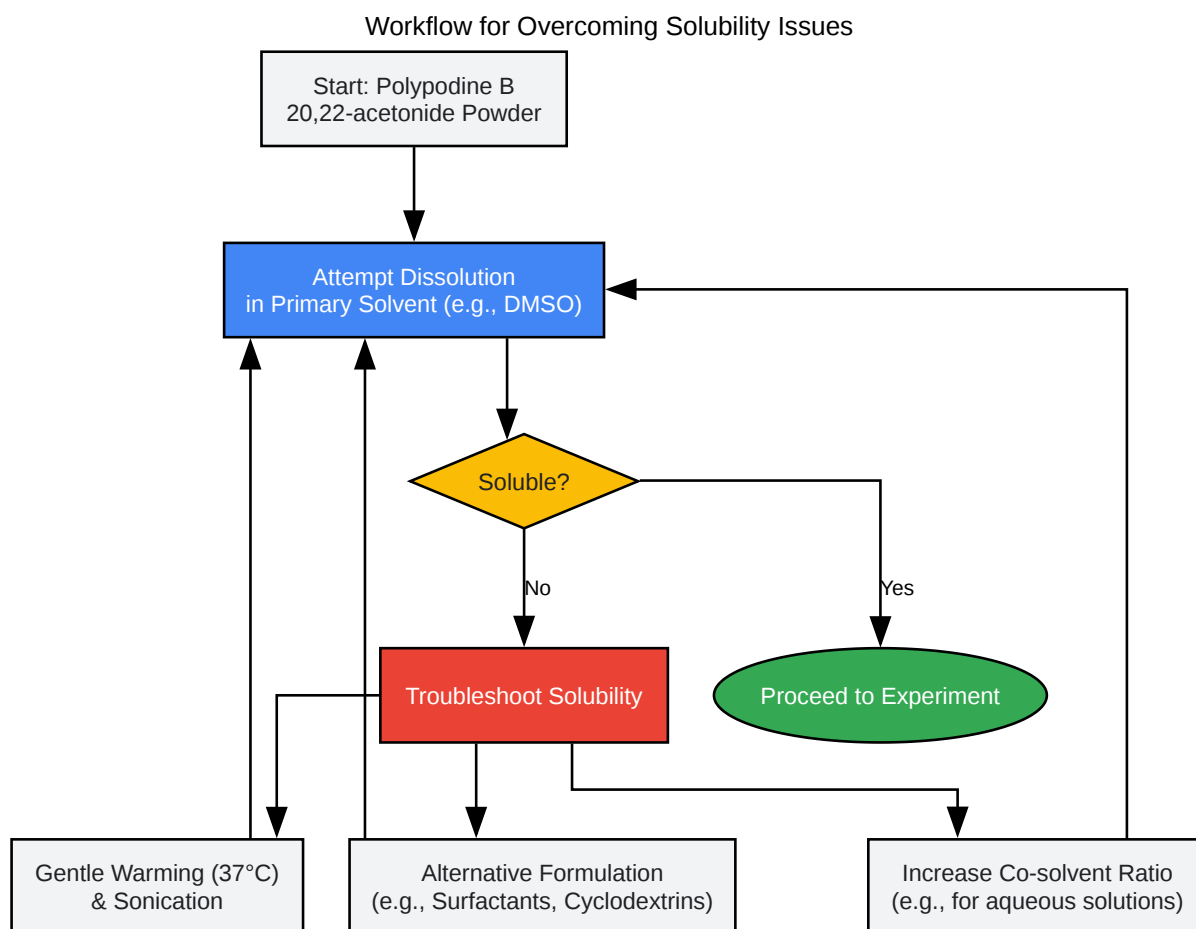 Workflow for Overcoming Solubility Issues
Start: Polypodine B
20,22-acetonide Powder
Attempt Dissolution
in Primary Solvent (e.g., DMSO)
Soluble?
No
Yes
Troubleshoot Solubility
Proceed to Experiment
Gentle Warming (37°C)
& Sonication
Alternative Formulation
(e.g., Surfactants, Cyclodextrins)
Increase Co-solvent Ratio
(e.g., for aqueous solutions)